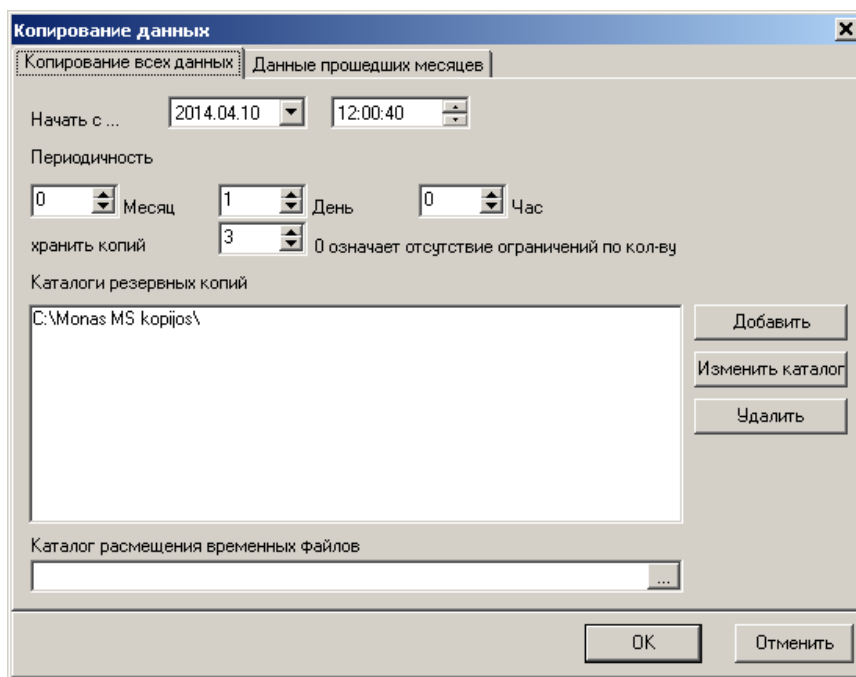 Копирование данных
Копирование всех данных Данные прошедших месяцев
Начать с ... 2014.04.10 12:00:40
Периодичность
0 Месяц 1 День 0 Час
хранить копий 3 0 означает отсутствие ограничений по кол-ву
Каталоги резервных копий
C:\Monas MS kopijos\
Добавить
Изменить каталог
Удалить
Каталог расмещения временных файлов
...
OK Отменить